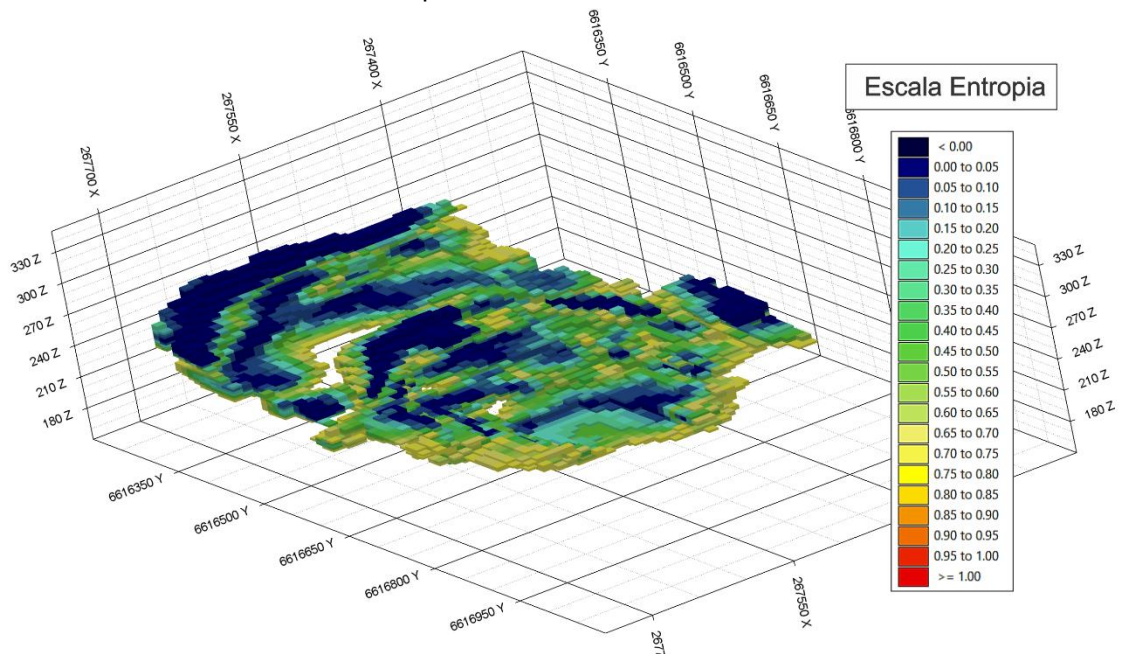 267400 X
267550 X
267700 X
6616350 Y
6616500 Y
6616650 Y
6616800 Y
Escala Entropia
< 0.00
0.00 to 0.05
0.05 to 0.10
0.10 to 0.15
0.15 to 0.20
0.20 to 0.25
0.25 to 0.30
0.30 to 0.35
0.35 to 0.40
0.40 to 0.45
0.45 to 0.50
0.50 to 0.55
0.55 to 0.60
0.60 to 0.65
0.65 to 0.70
0.70 to 0.75
0.75 to 0.80
0.80 to 0.85
0.85 to 0.90
0.90 to 0.95
0.95 to 1.00
>= 1.00
330 Z
300 Z
270 Z
240 Z
210 Z
180 Z
330 Z
300 Z
270 Z
240 Z
210 Z
180 Z
6616350 Y
6616500 Y
6616650 Y
6616800 Y
6616950 Y
267550 X